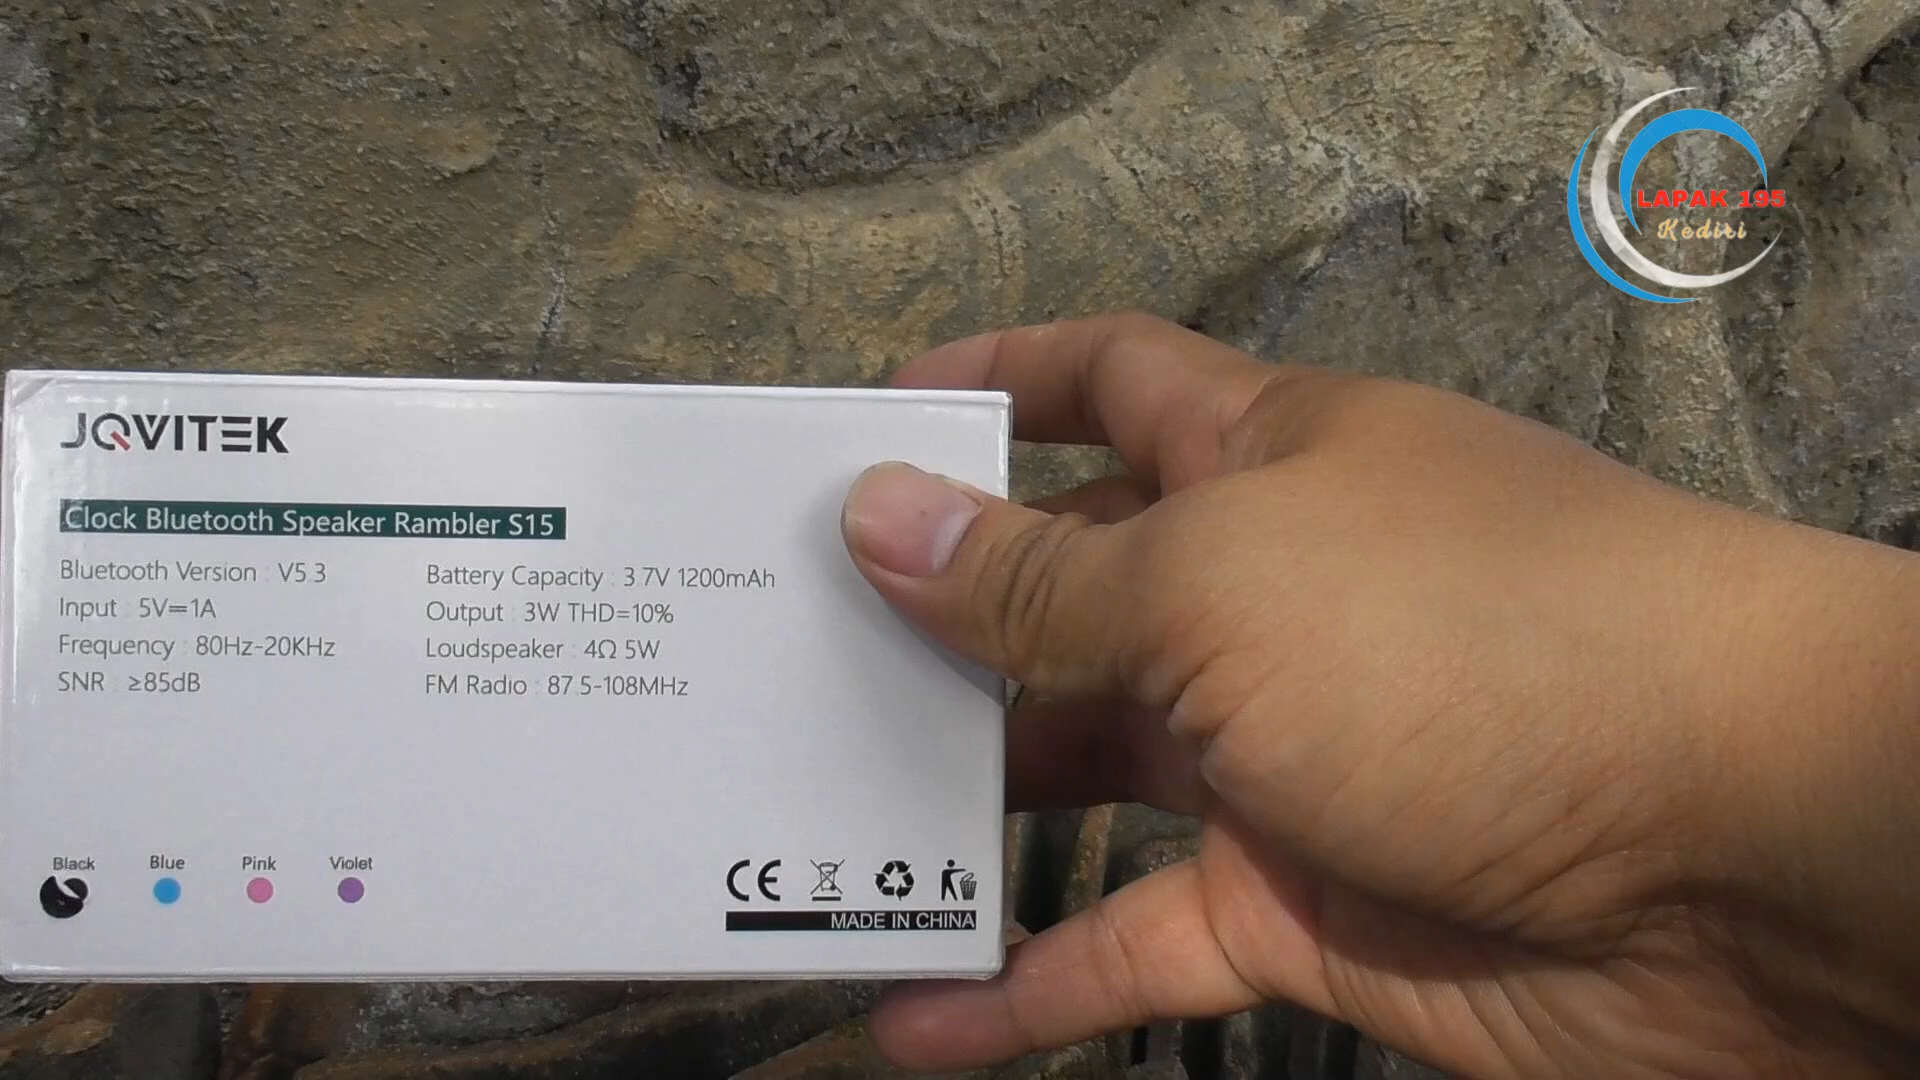 LAPAK 195
Kediri
JOVITEK
Clock Bluetooth Speaker Rambler S15
Bluetooth Version : V5.3
Input : 5V=1A
Frequency : 80Hz-20KHz
SNR : ≥85dB
Battery Capacity : 3.7V 1200mAh
Output : 3W THD=10%
Loudspeaker : 4Ω 5W
FM Radio : 87.5-108MHz
Black Blue Pink Violet
CE
MADE IN CHINA